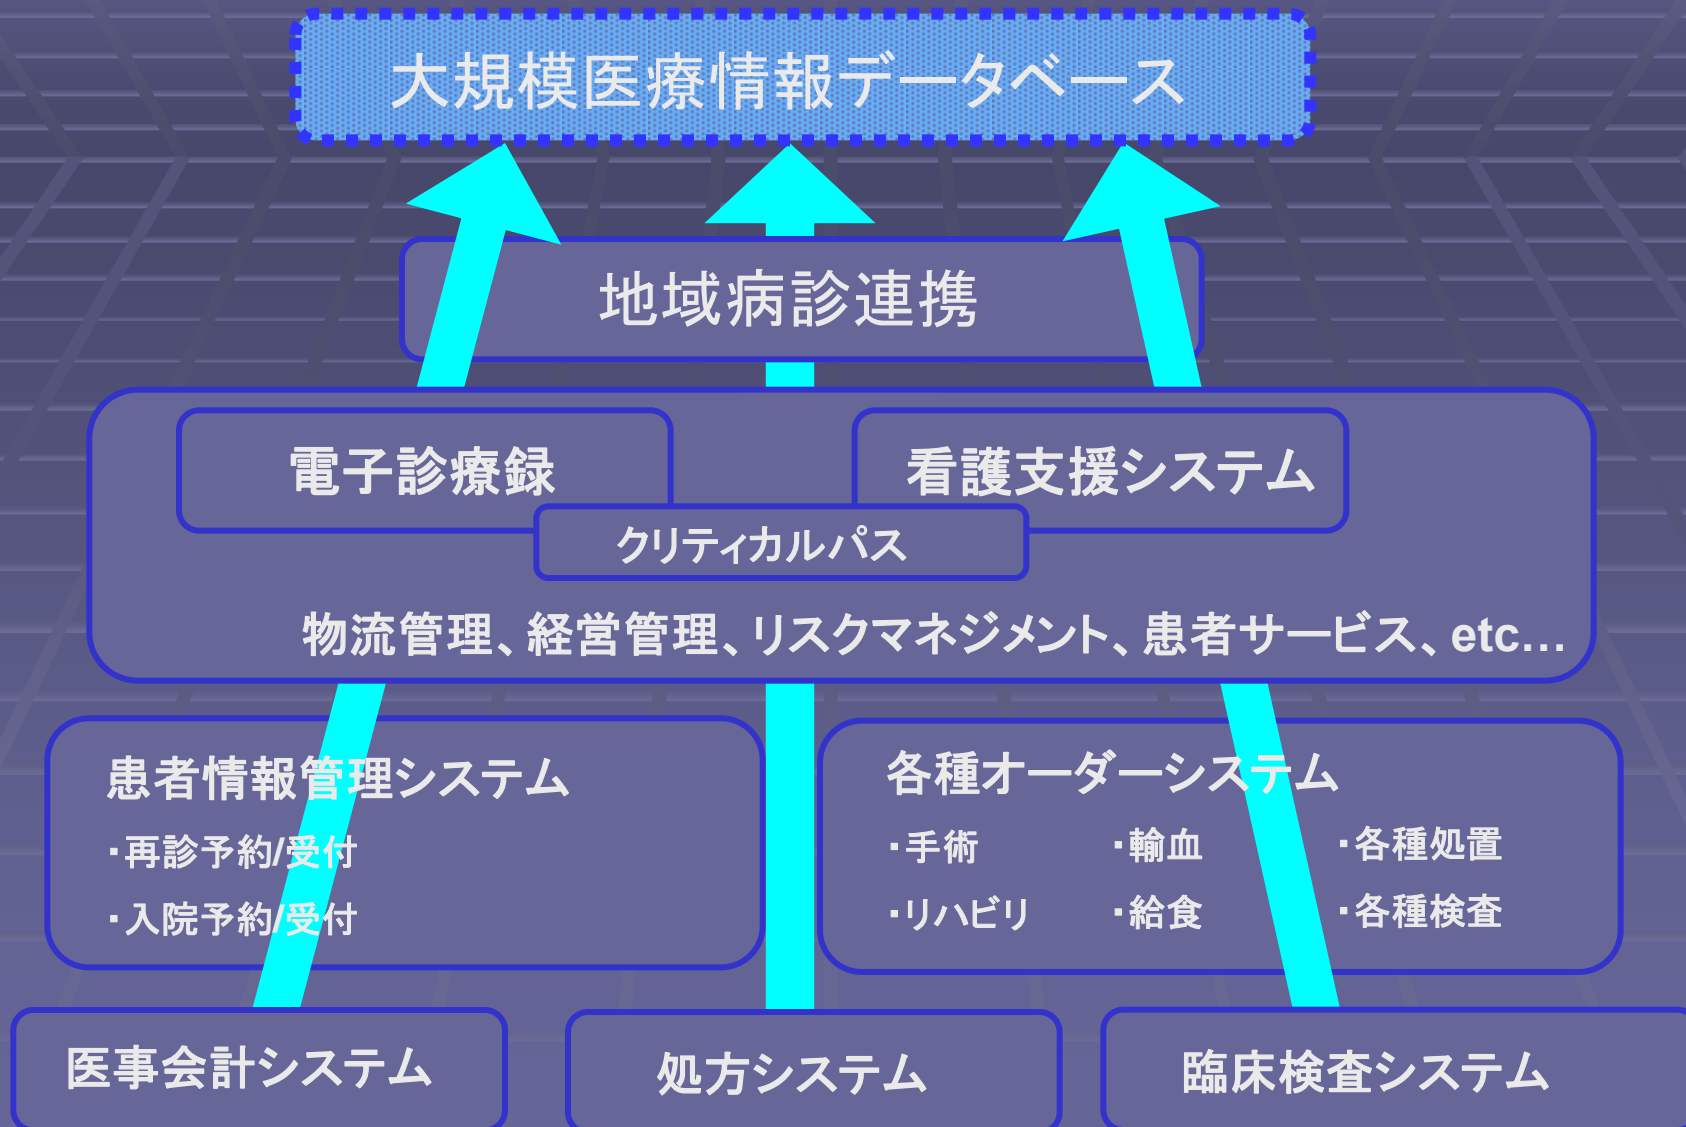 大規模医療情報データベース
地域病診連携
電子診療録
看護支援システム
クリティカルパス
物流管理、経営管理、リスクマネジメント、患者サービス、etc…
患者情報管理システム
・再診予約/受付
・入院予約/受付
各種オーダーシステム
・手術 ・輸血 ・各種処置
・リハビリ ・給食 ・各種検査
医事会計システム
処方システム
臨床検査システム